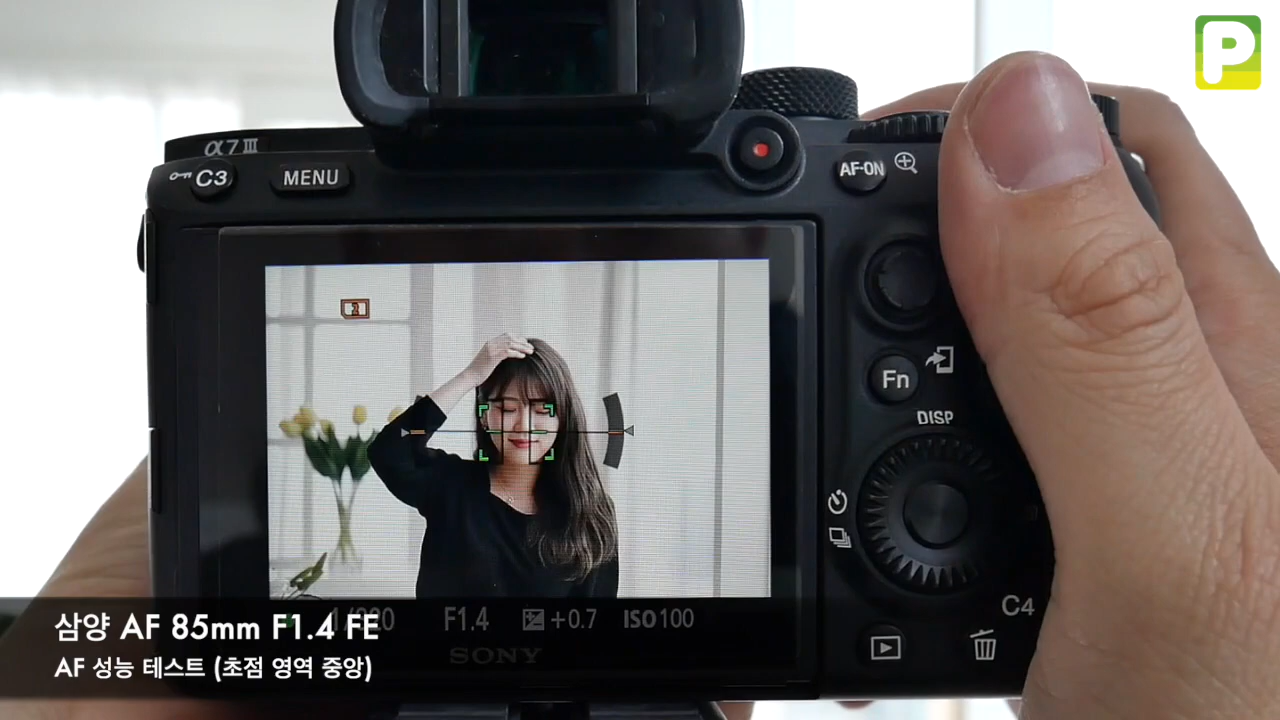 P
α7III
C3
MENU
AF-ON
Fn
DISP
F1.4 +0.7 ISO100
SONY
C4
삼양 AF 85mm F1.4 FE
AF 성능 테스트 (초점 영역 중앙)